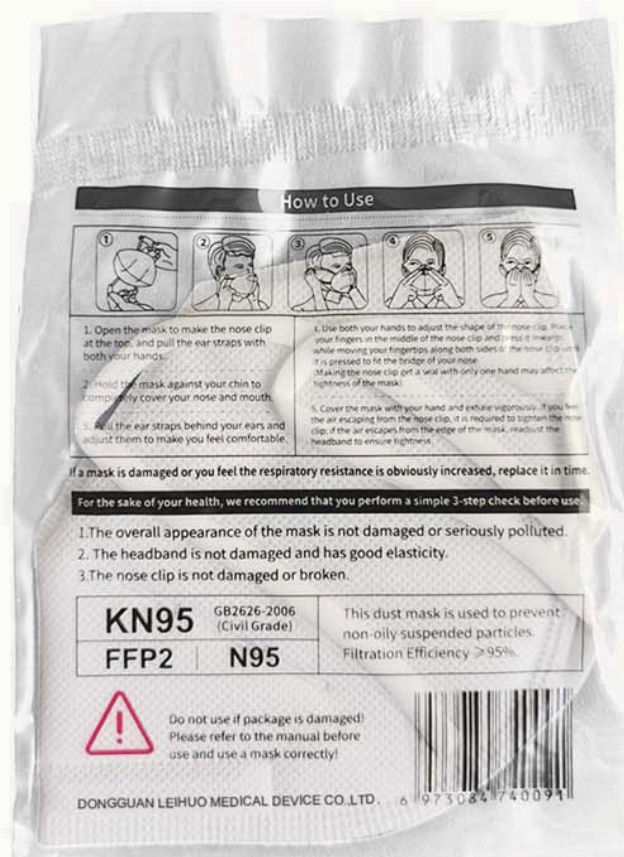 How to Use
1 2 3 4 5
1. Open the mask to make the nose clip
at the top, and pull the ear straps with
both your hands.
2. Hold the mask against your chin to
completely cover your nose and mouth.
3. Pull the ear straps behind your ears and
adjust them to make you feel comfortable.
4. Use both your hands to adjust the shape of the nose clip. Place
your fingers in the middle of the nose clip and press it inwards
while moving your fingertips along both sides of the nose clip until
it is pressed to fit the bridge of your nose.
(Making the nose clip get a seal with only one hand may affect the
tightness of the mask)
5. Cover the mask with your hand and exhale vigorously. If you feel
the air escaping from the nose clip, it is required to tighten the nose
clip; if the air escapes from the edge of the mask, readjust the
headband to ensure tightness.
If a mask is damaged or you feel the respiratory resistance is obviously increased, replace it in time.
For the sake of your health, we recommend that you perform a simple 3-step check before use.
1.The overall appearance of the mask is not damaged or seriously polluted.
2. The headband is not damaged and has good elasticity.
3.The nose clip is not damaged or broken.
KN95 GB2626-2006
(Civil Grade)
FFP2 N95
This dust mask is used to prevent
non-oily suspended particles.
Filtration Efficiency ≥95%.
Do not use if package is damaged!
Please refer to the manual before
use and use a mask correctly!
DONGGUAN LEIHUO MEDICAL DEVICE CO.,LTD.
6 973084 740091